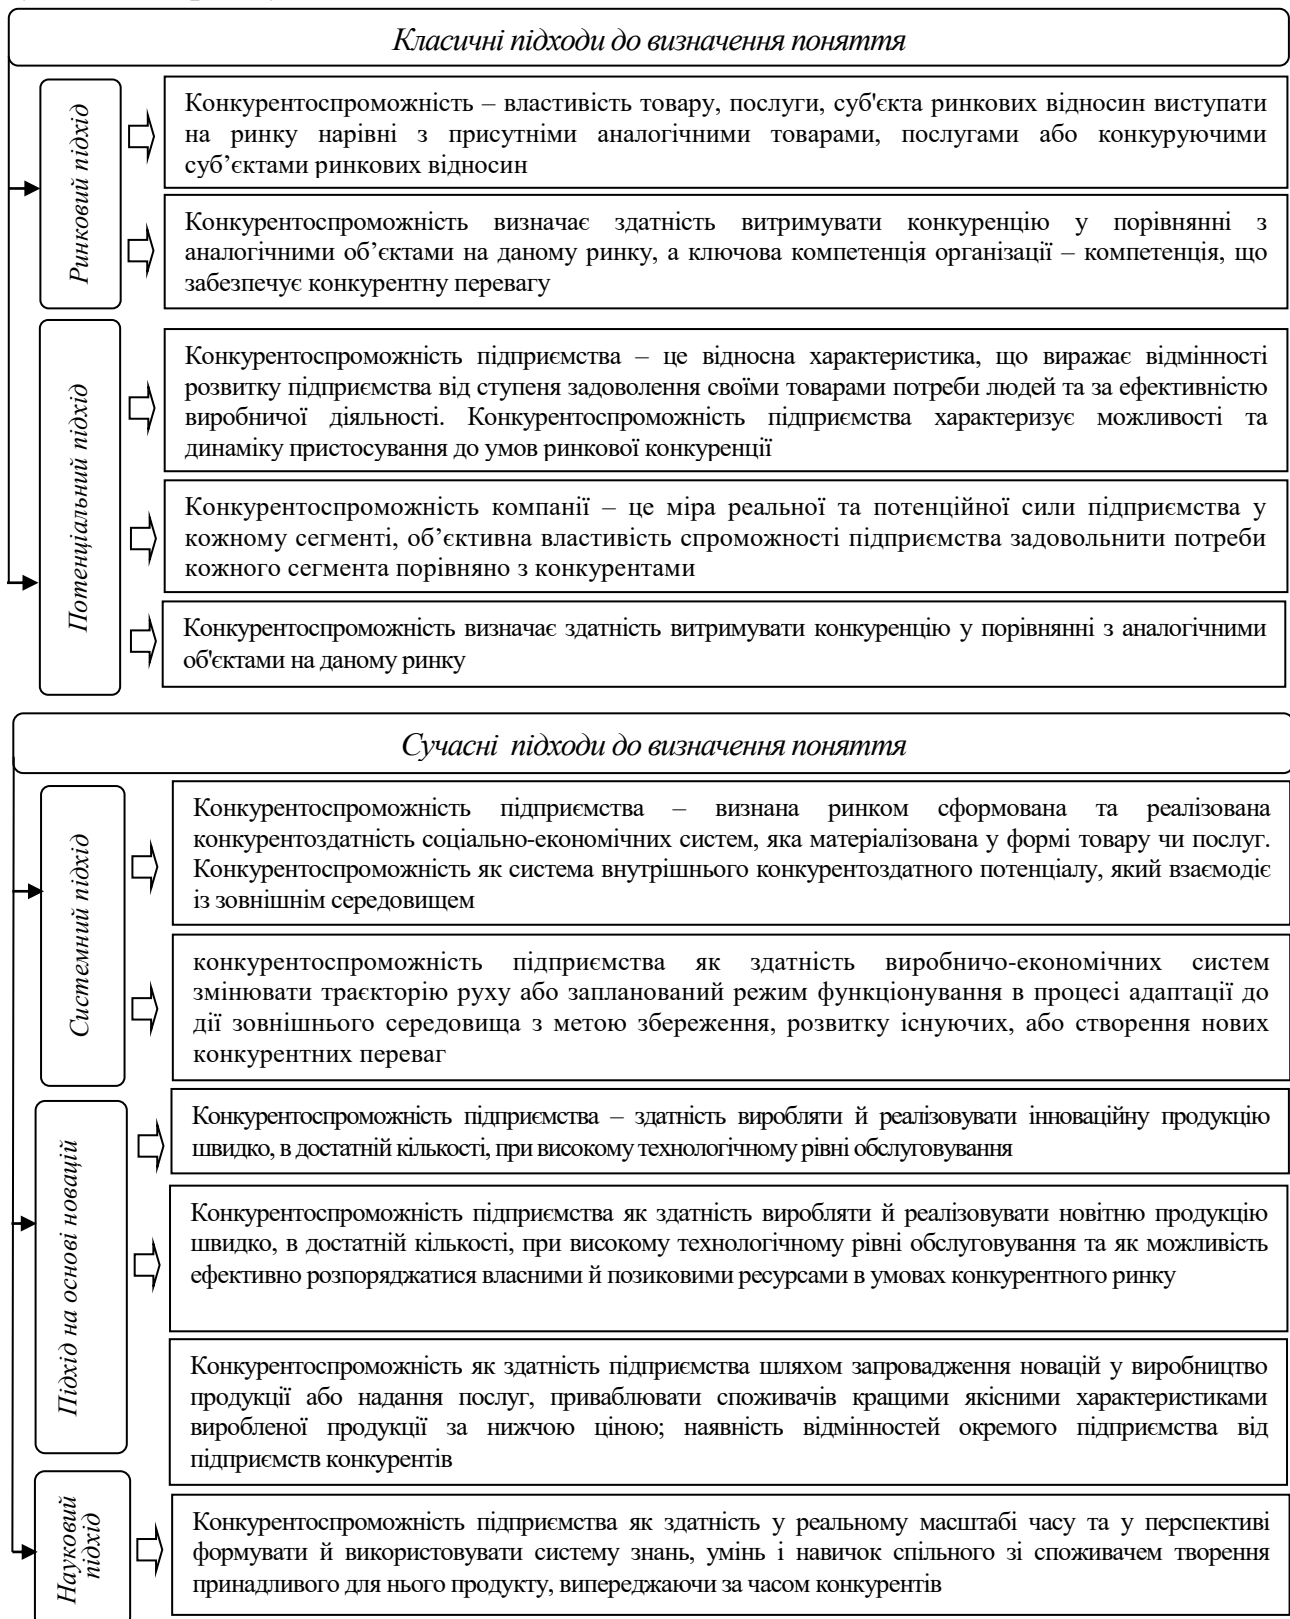 Класичні підходи до визначення поняття
Ринковий підхід
Конкурентоспроможність – властивість товару, послуги, суб'єкта ринкових відносин виступати
на ринку нарівні з присутніми аналогічними товарами, послугами або конкуруючими
суб’єктами ринкових відносин
Конкурентоспроможність визначає здатність витримувати конкуренцію у порівнянні з
аналогічними об’єктами на даному ринку, а ключова компетенція організації – компетенція, що
забезпечує конкурентну перевагу
Потенціальний підхід
Конкурентоспроможність підприємства – це відносна характеристика, що виражає відмінності
розвитку підприємства від ступеня задоволення своїми товарами потреби людей та за ефективністю
виробничої діяльності. Конкурентоспроможність підприємства характеризує можливості та
динаміку пристосування до умов ринкової конкуренції
Конкурентоспроможність компанії – це міра реальної та потенційної сили підприємства у
кожному сегменті, об’єктивна властивість спроможності підприємства задовольнити потреби
кожного сегмента порівняно з конкурентами
Конкурентоспроможність визначає здатність витримувати конкуренцію у порівнянні з аналогічними
об'єктами на даному ринку
Сучасні підходи до визначення поняття
Системний підхід
Конкурентоспроможність підприємства – визнана ринком сформована та реалізована
конкурентоздатність соціально-економічних систем, яка матеріалізована у формі товару чи послуг.
Конкурентоспроможність як система внутрішнього конкурентоздатного потенціалу, який взаємодіє
із зовнішнім середовищем
конкурентоспроможність підприємства як здатність виробничо-економічних систем
змінювати траєкторію руху або запланований режим функціонування в процесі адаптації до
дії зовнішнього середовища з метою збереження, розвитку існуючих, або створення нових
конкурентних переваг
Підхід на основі новацій
Конкурентоспроможність підприємства – здатність виробляти й реалізовувати інноваційну продукцію
швидко, в достатній кількості, при високому технологічному рівні обслуговування
Конкурентоспроможність підприємства як здатність виробляти й реалізовувати новітню продукцію
швидко, в достатній кількості, при високому технологічному рівні обслуговування та як можливість
ефективно розпоряджатися власними й позиковими ресурсами в умовах конкурентного ринку
Конкурентоспроможність як здатність підприємства шляхом запровадження новацій у виробництво
продукції або надання послуг, приваблювати споживачів кращими якісними характеристиками
виробленої продукції за нижчою ціною; наявність відмінностей окремого підприємства від
підприємств конкурентів
Науковий
підхід
Конкурентоспроможність підприємства як здатність у реальному масштабі часу та у перспективі
формувати й використовувати систему знань, умінь і навичок спільного зі споживачем творення
принадливого для нього продукту, випереджаючи за часом конкурентів